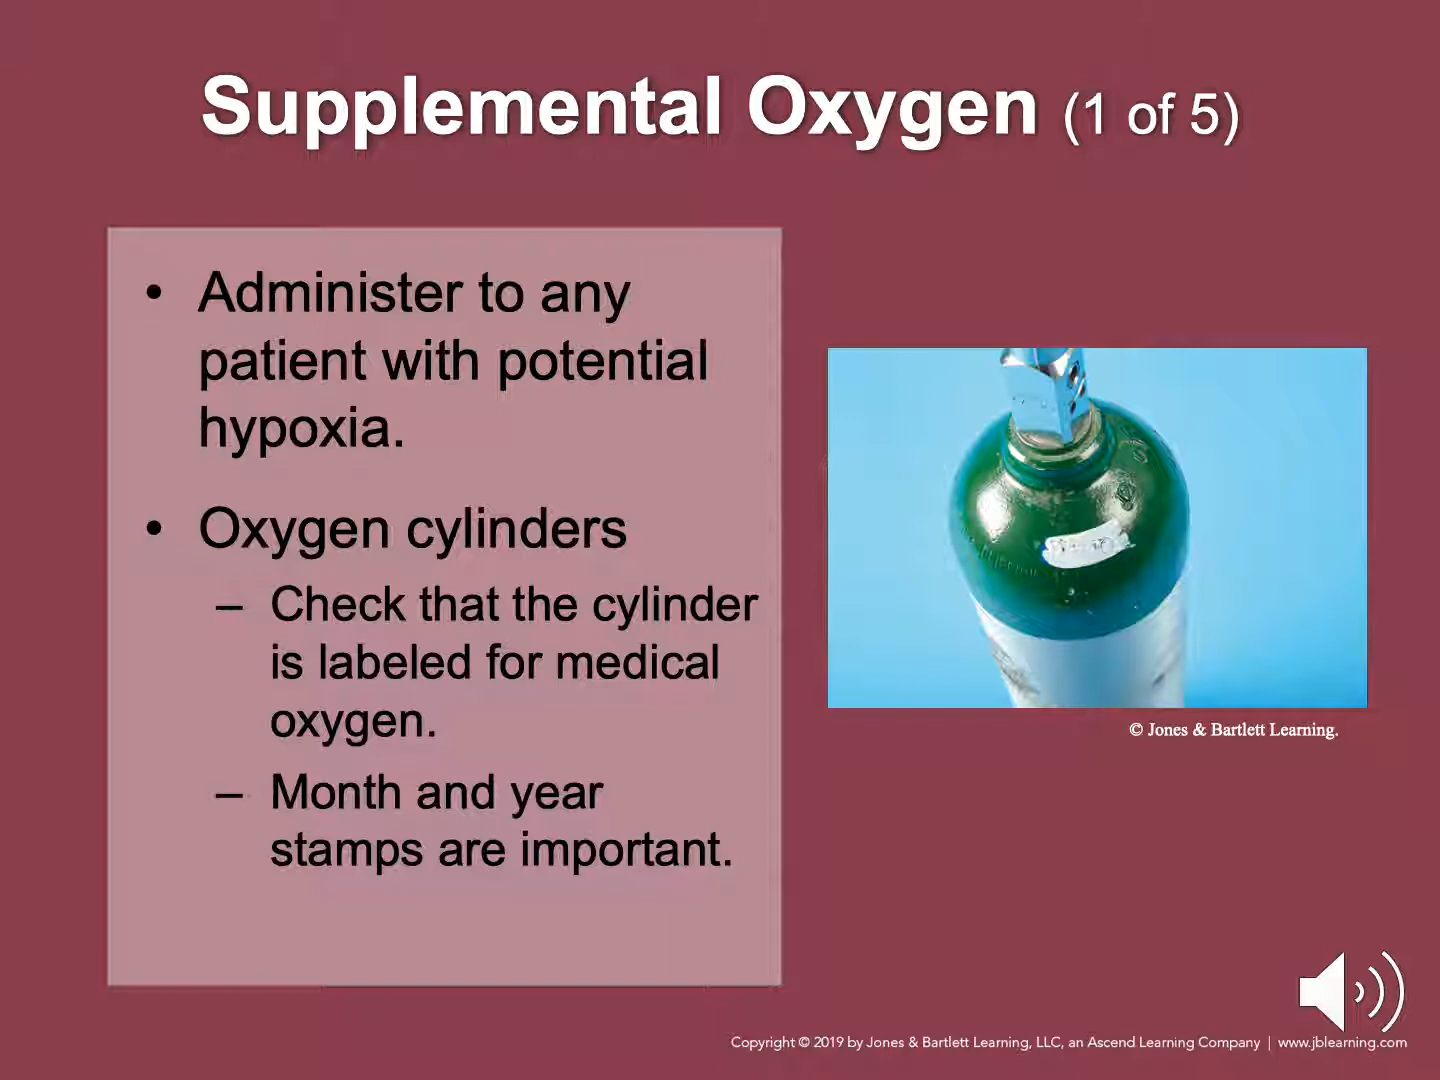 Supplemental Oxygen (1 of 5)
• Administer to any
patient with potential
hypoxia.
• Oxygen cylinders
– Check that the cylinder
is labeled for medical
oxygen.
– Month and year
stamps are important.
© Jones & Bartlett Learning.
Copyright © 2019 by Jones & Bartlett Learning, LLC, an Ascend Learning Company | www.jblearning.com